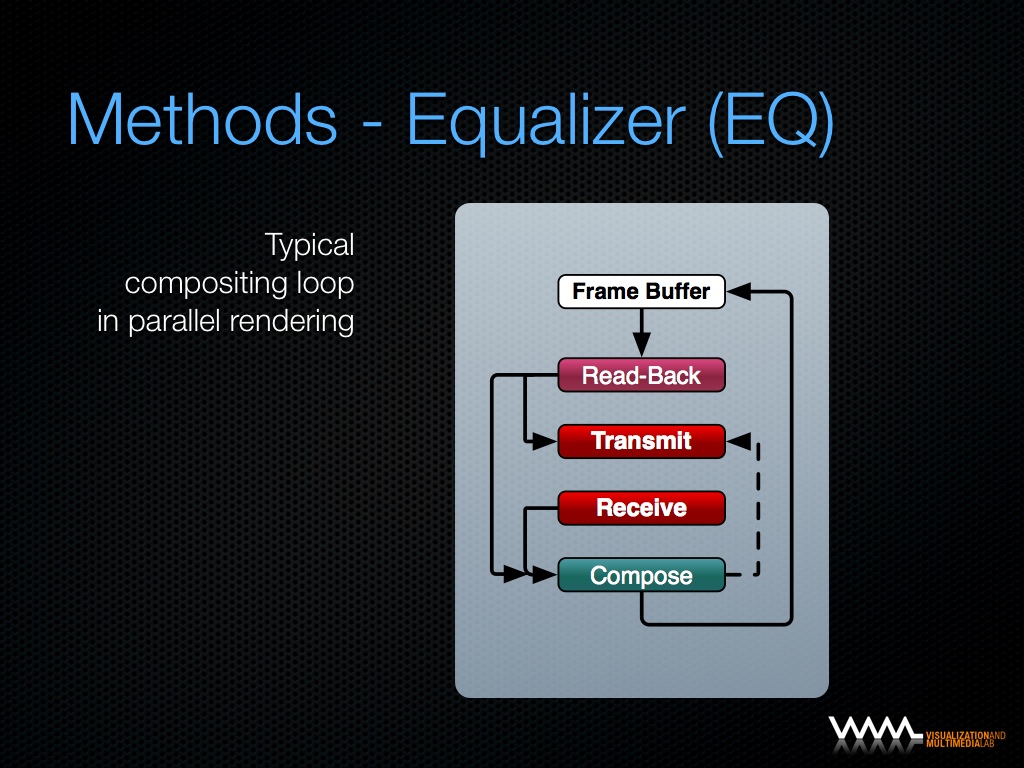 Methods - Equalizer (EQ)
Typical
compositing loop
in parallel rendering
Frame Buffer
Read-Back
Transmit
Receive
Compose
VISUALIZATIONAND
MULTIMEDIALAB